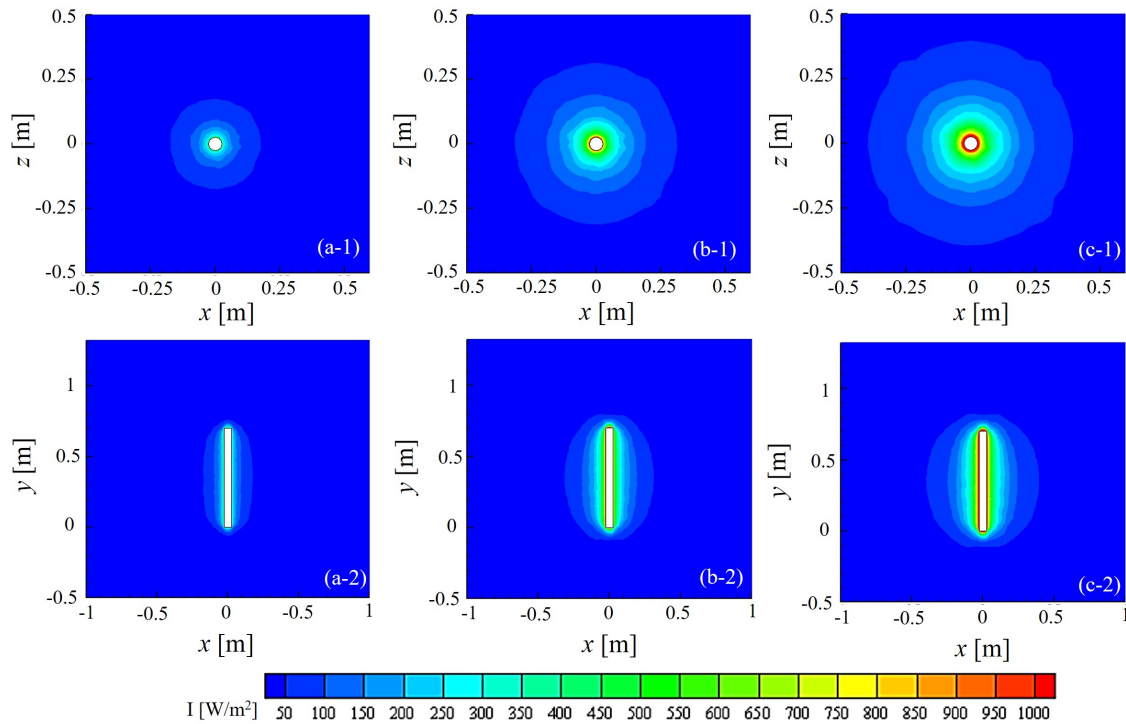 0.5 0.5 0.5
z [m] z [m] z [m]
0.25 0.25 0.25
0 0 0
-0.25 -0.25 -0.25
(a-1) (b-1) (c-1)
-0.5 -0.5 -0.5
-0.5 -0.25 0 0.25 0.5 -0.5 -0.25 0 0.25 0.5 -0.5 -0.25 0 0.25 0.5
x [m] x [m] x [m]
1 1 1
y [m] y [m] y [m]
0.5 0.5 0.5
0 0 0
(a-2) (b-2) (c-2)
-0.5 -0.5 -0.5
-1 -0.5 0 -0.5 1 -1 -0.5 0 0.5 1 -1 -0.5 0 0.5 1
x [m] x [m] x [m]
I [W/m²] 50 100 150 200 250 300 350 400 450 500 550 600 650 700 750 800 850 900 950 1000